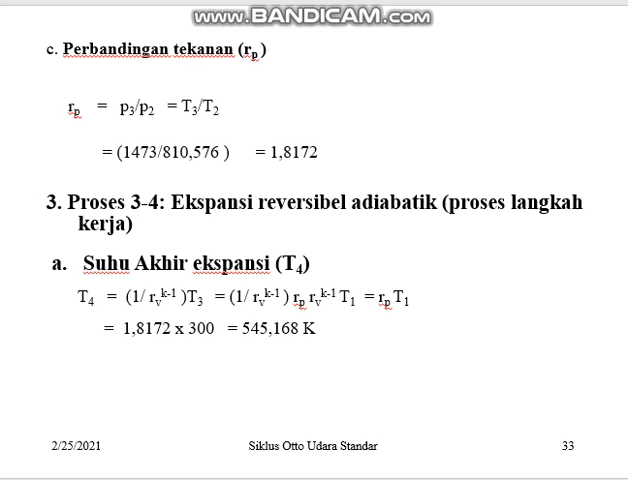 www.BANDICAM.com
c. Perbandingan tekanan (rₚ)
rₚ = p₃/p₂ = T₃/T₂
= (1473/810,576 ) = 1,8172
3. Proses 3-4: Ekspansi reversibel adiabatik (proses langkah
kerja)
a. Suhu Akhir ekspansi (T₄)
T₄ = (1/ rᵥᵏ⁻¹ )T₃ = (1/ rᵥᵏ⁻¹ ) rₚ rᵥᵏ⁻¹ T₁ = rₚ T₁
= 1,8172 x 300 = 545,168 K
2/25/2021 Siklus Otto Udara Standar 33